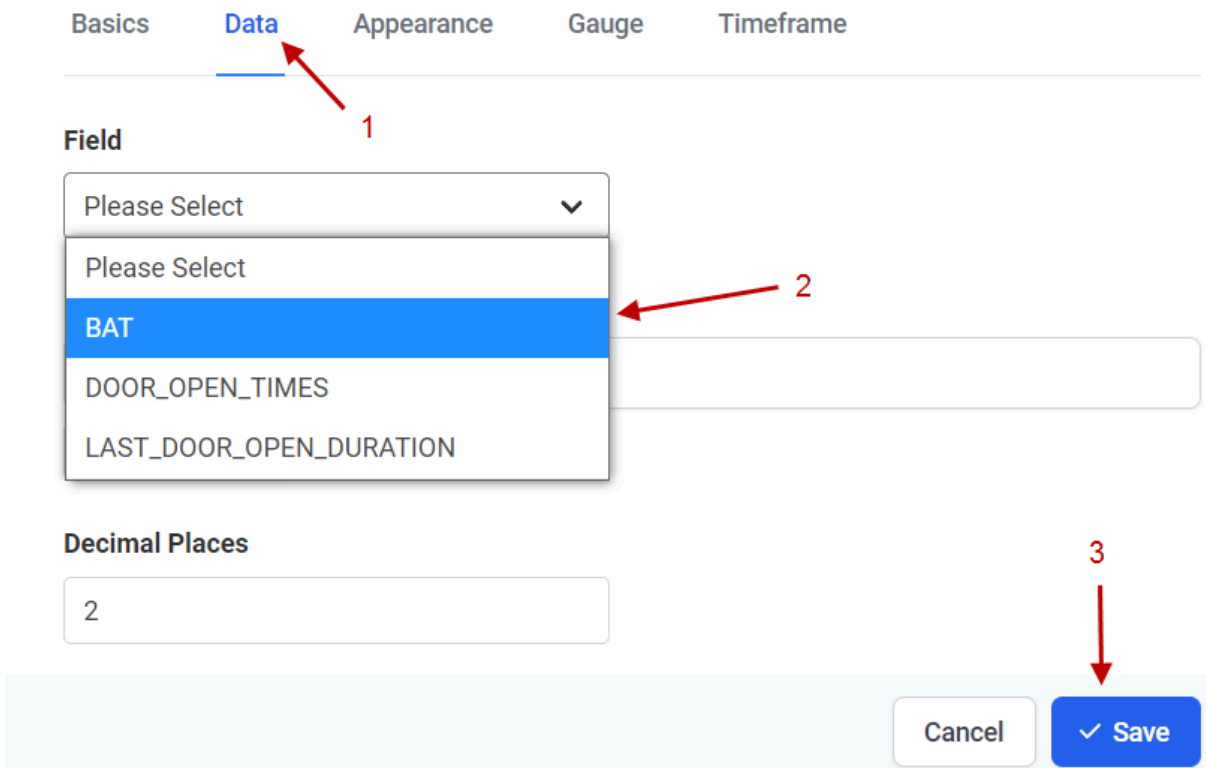 Basics Data Appearance Gauge Timeframe
1
Field
Please Select
Please Select
2
BAT
DOOR_OPEN_TIMES
LAST_DOOR_OPEN_DURATION
Decimal Places
3
2
Cancel Save